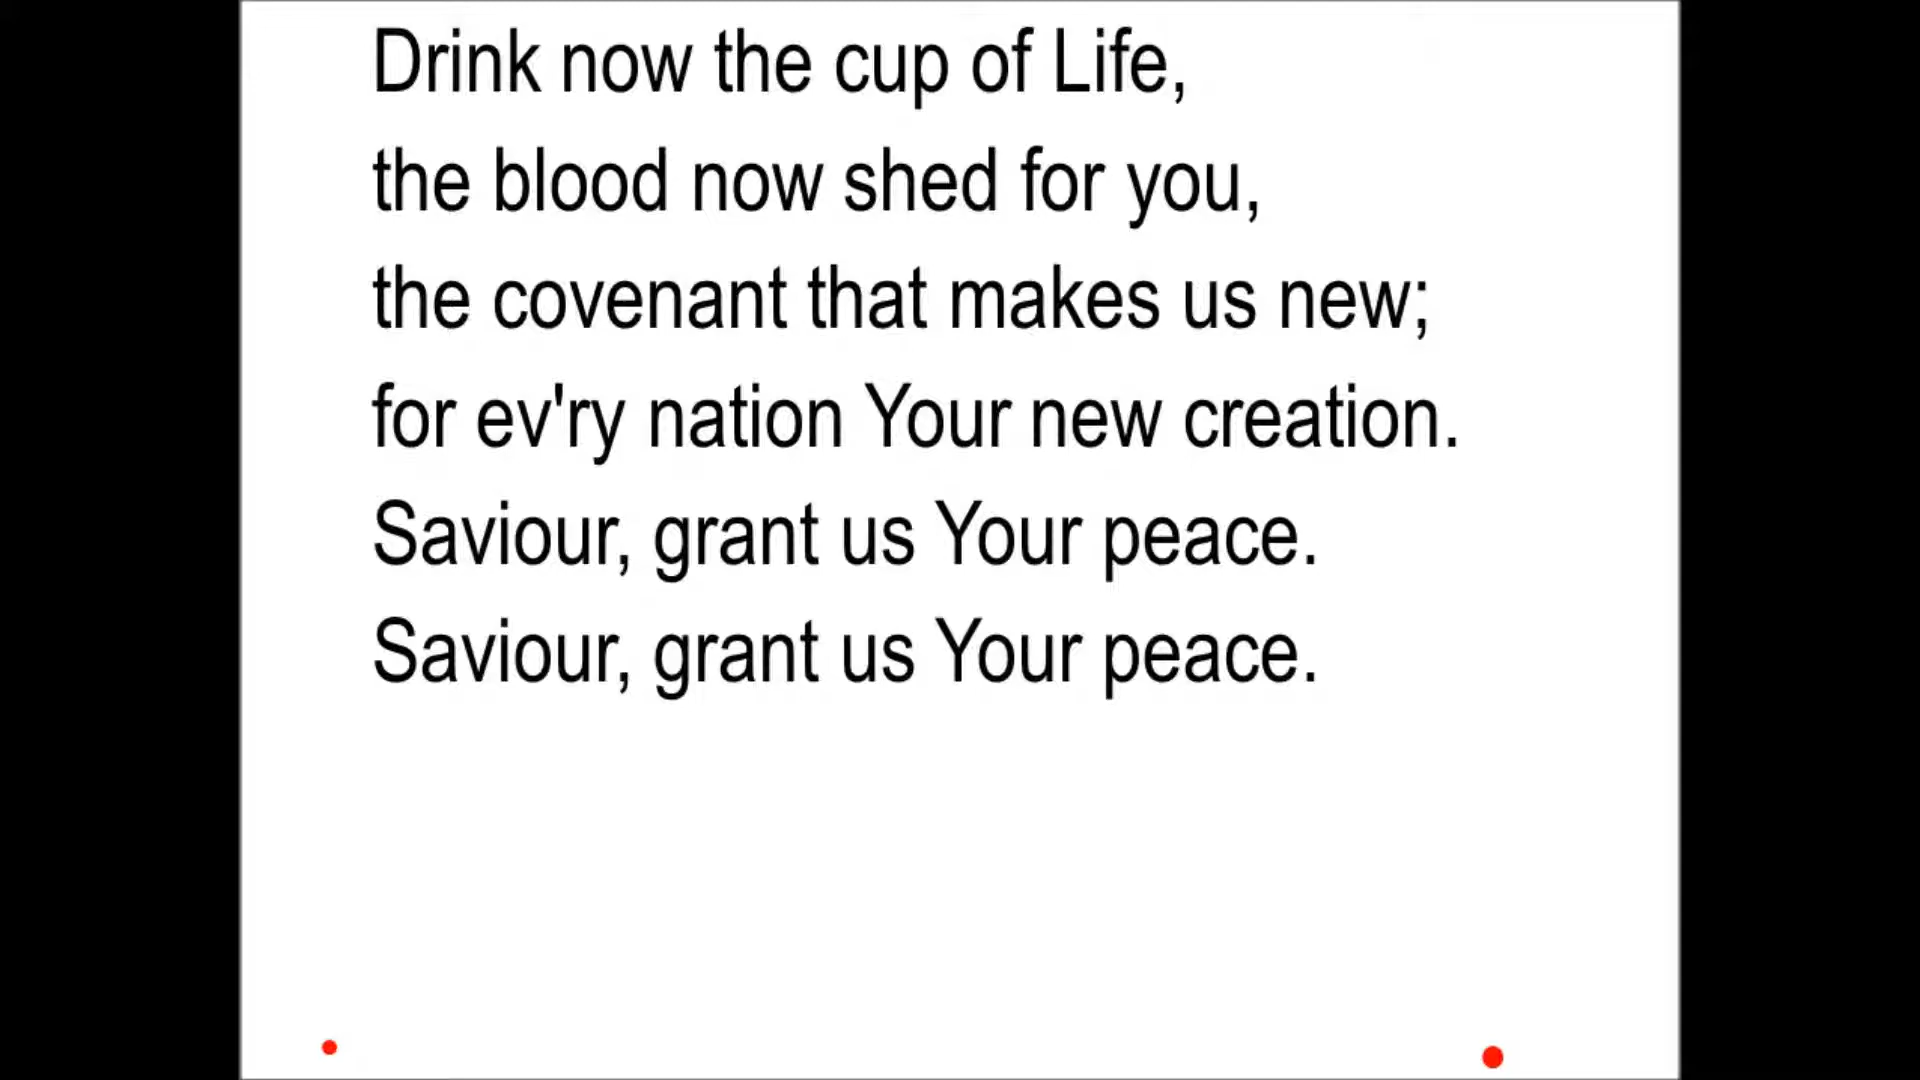 Drink now the cup of Life,
the blood now shed for you,
the covenant that makes us new;
for ev'ry nation Your new creation.
Saviour, grant us Your peace.
Saviour, grant us Your peace.